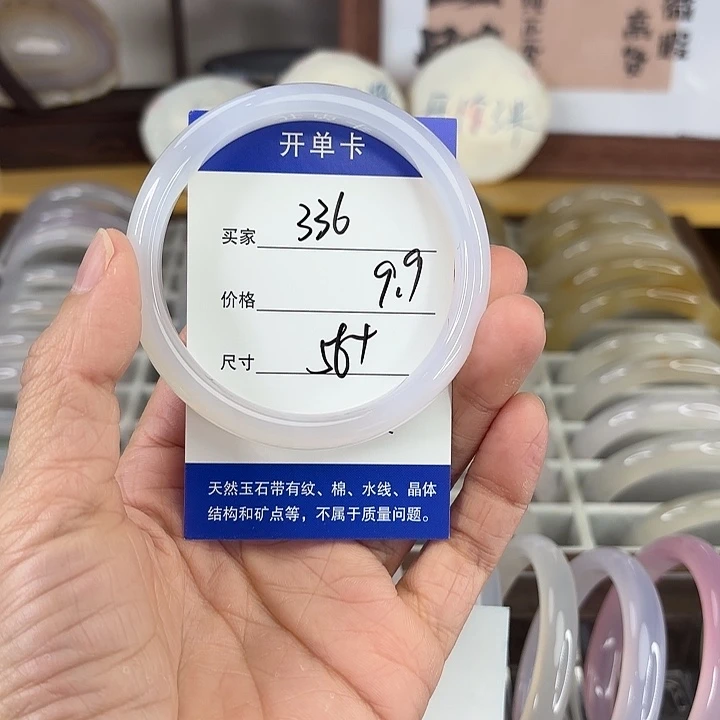 开单卡
买家 336
价格 9.9
尺寸 56+
天然玉石带有纹、棉、水线、晶体
结构和矿点等，不属于质量问题。